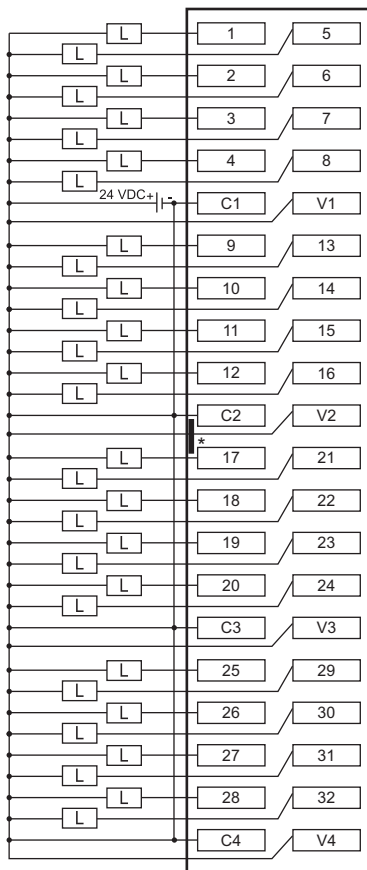 L 1 5
L
L 2 6
L
L 3 7
L
L 4 8
L
24 VDC + - C1 V1
L 9 13
L
L 10 14
L
L 11 15
L
L 12 16
L
C2 V2
*
L 17 21
L
L 18 22
L
L 19 23
L
L 20 24
L
C3 V3
L 25 29
L
L 26 30
L
L 27 31
L
L 28 32
L
C4 V4